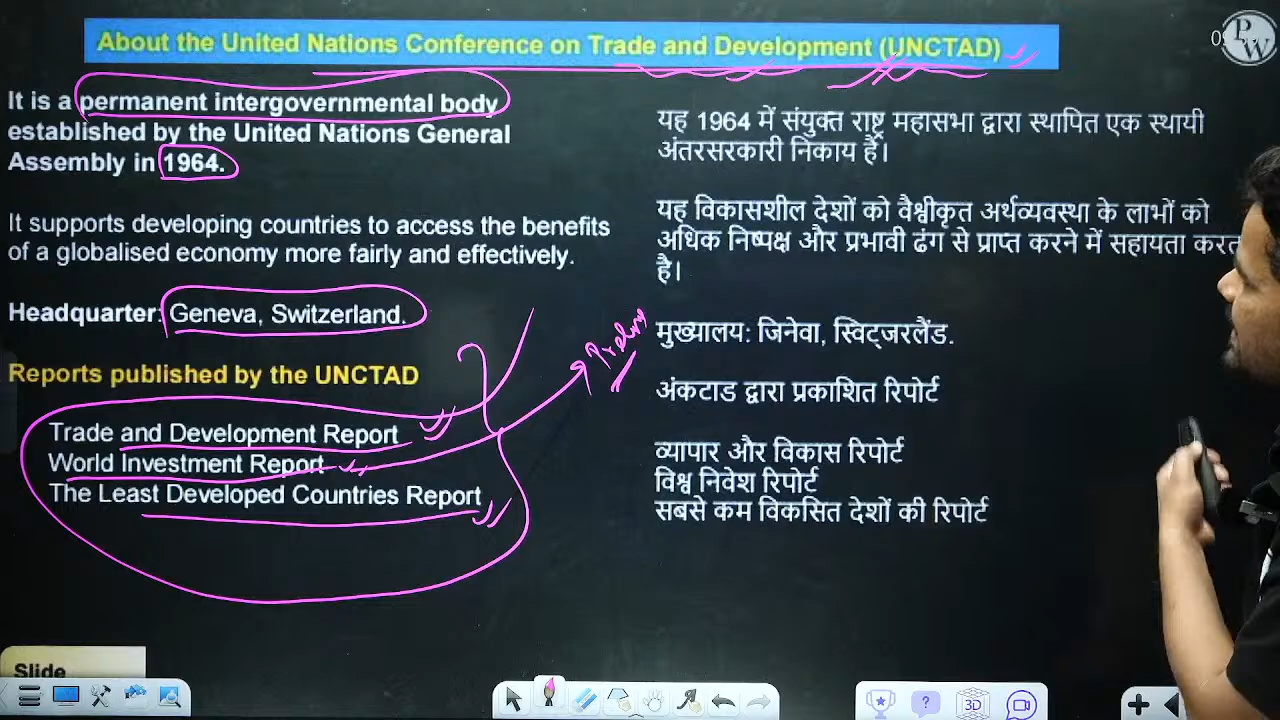 About the United Nations Conference on Trade and Development (UNCTAD)
PW
It is a permanent intergovernmental body
established by the United Nations General
Assembly in 1964.
It supports developing countries to access the benefits
of a globalised economy more fairly and effectively.
Headquarter: Geneva, Switzerland.
Reports published by the UNCTAD
Trade and Development Report
World Investment Report
The Least Developed Countries Report
Prelims
यह 1964 में संयुक्त राष्ट्र महासभा द्वारा स्थापित एक स्थायी
अंतरसरकारी निकाय है।
यह विकासशील देशों को वैश्वीकृत अर्थव्यवस्था के लाभों को
अधिक निष्पक्ष और प्रभावी ढंग से प्राप्त करने में सहायता करत
है।
मुख्यालय: जिनेवा, स्विट्जरलैंड.
अंकटाड द्वारा प्रकाशित रिपोर्ट
व्यापार और विकास रिपोर्ट
विश्व निवेश रिपोर्ट
सबसे कम विकसित देशों की रिपोर्ट
Slide
3D